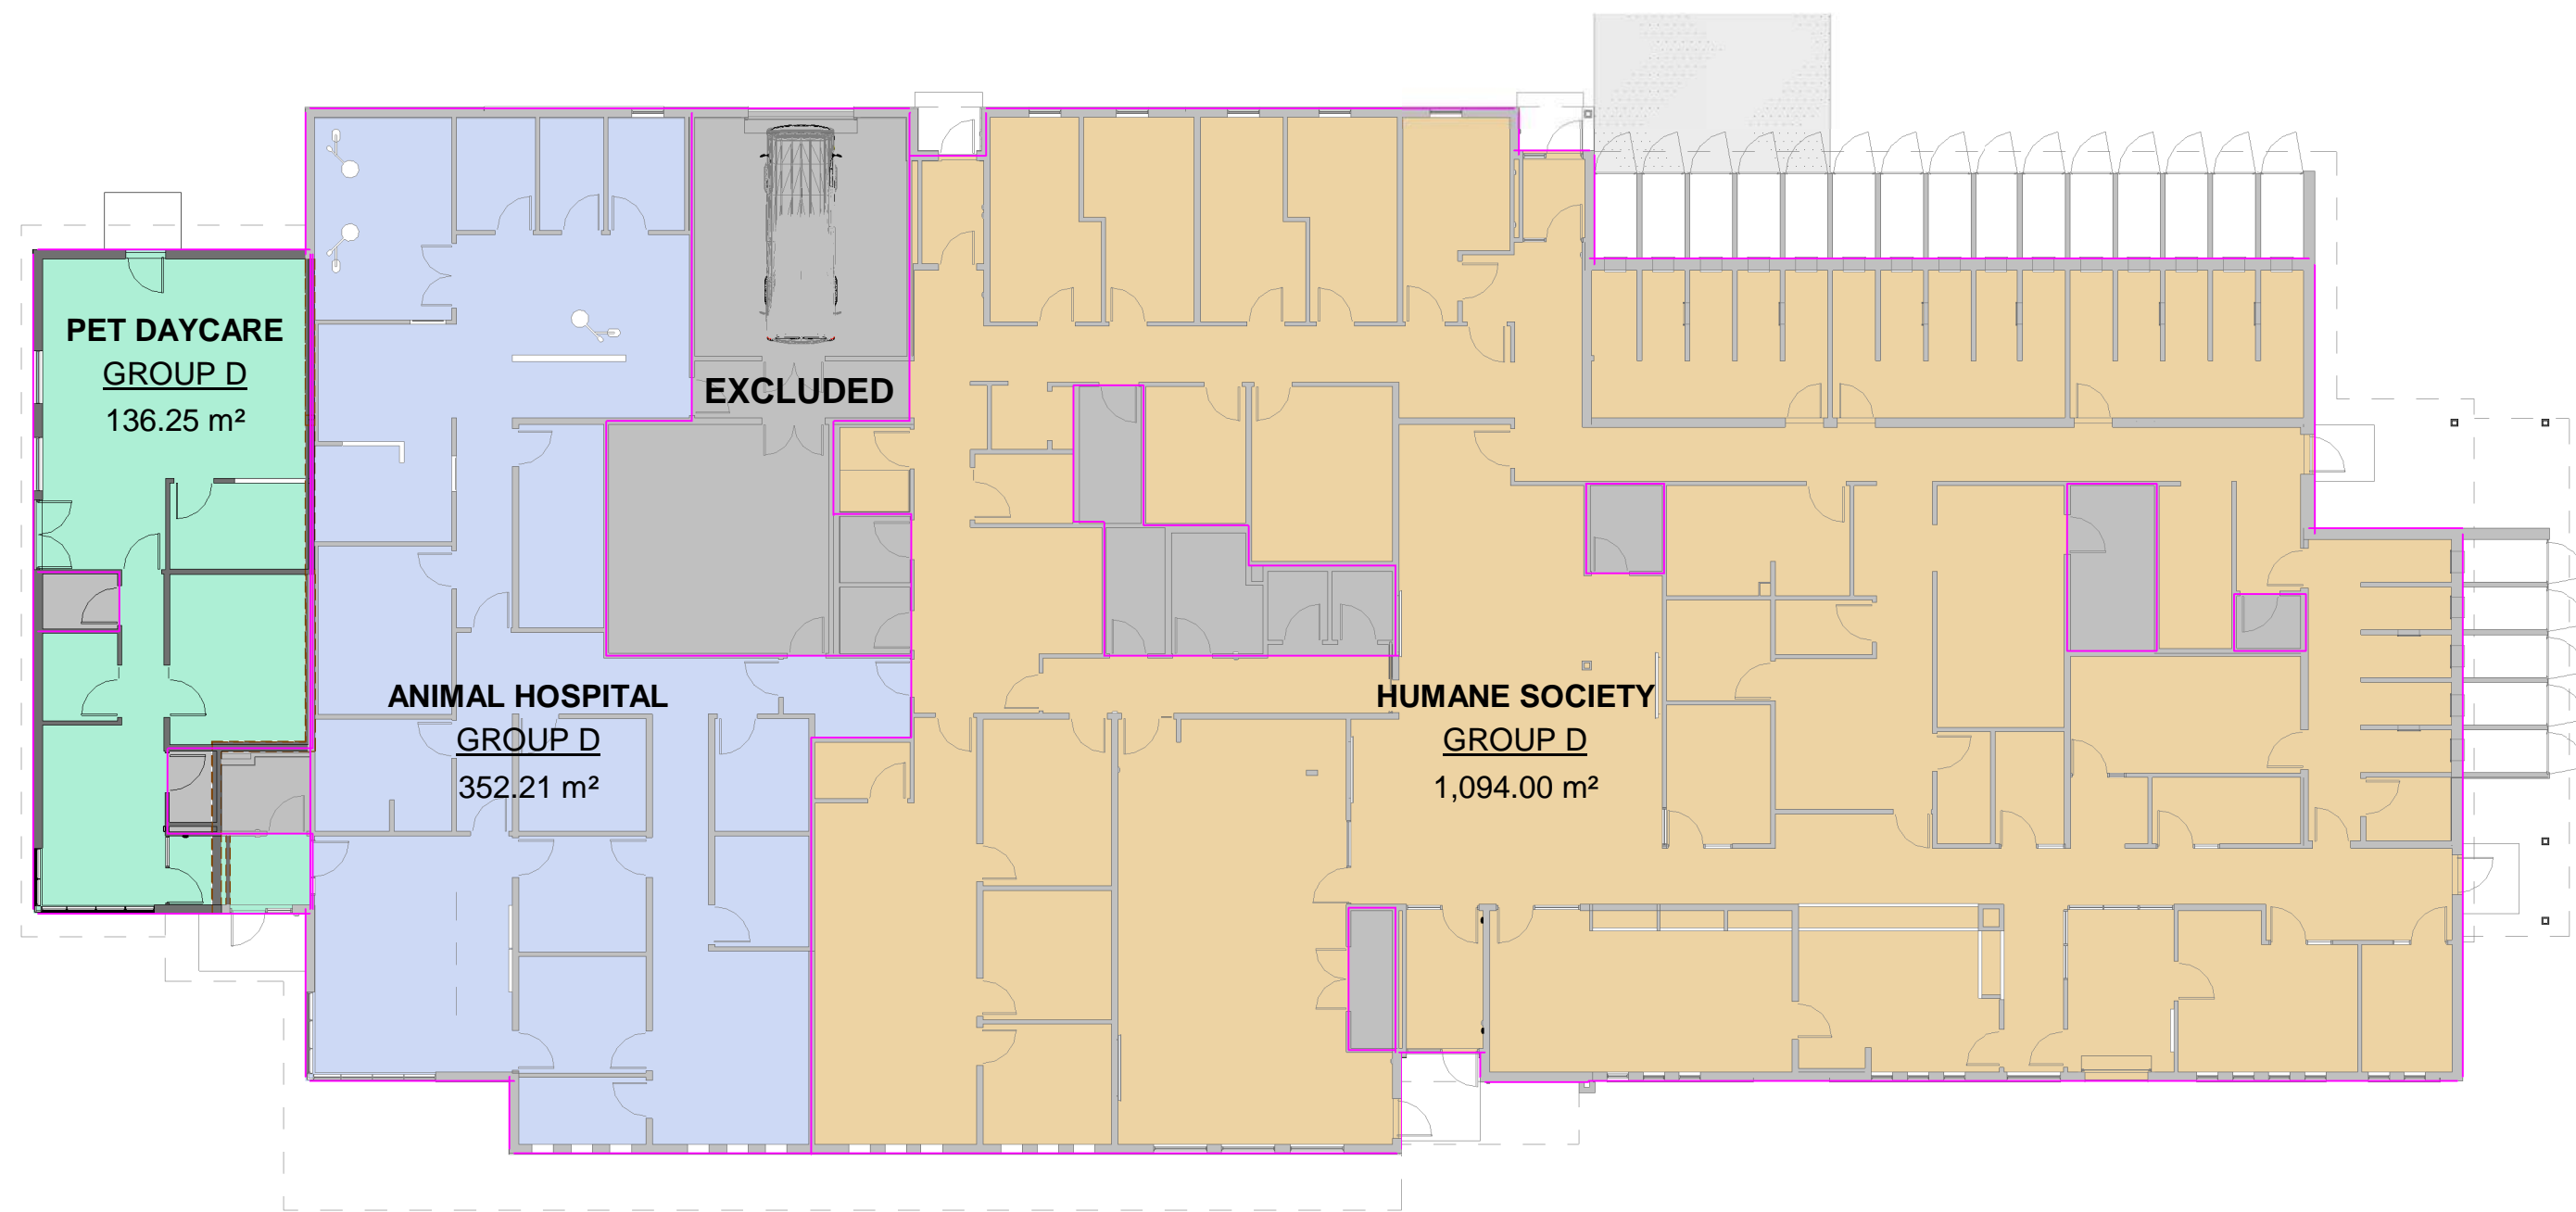 PET DAYCARE
GROUP D
136.25 m²
EXCLUDED
ANIMAL HOSPITAL
GROUP D
352.21 m²
HUMANE SOCIETY
GROUP D
1,094.00 m²